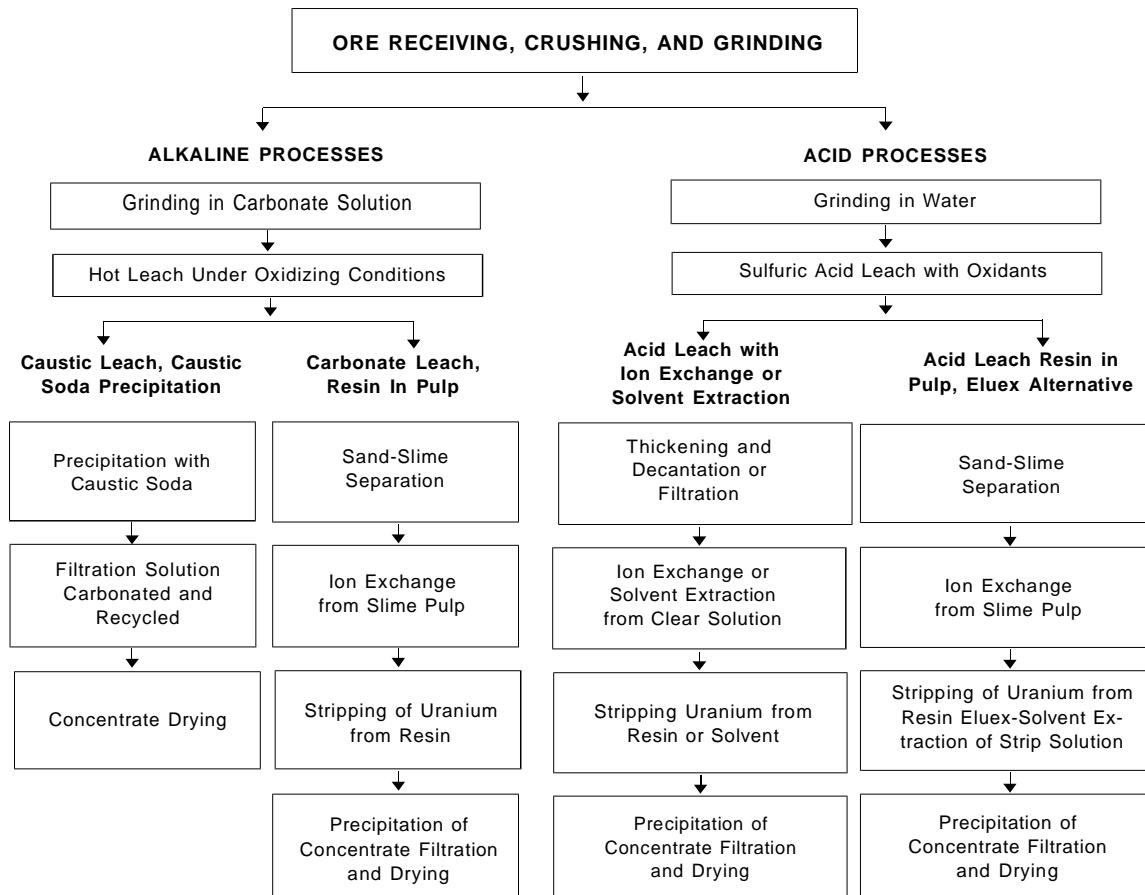 ORE RECEIVING, CRUSHING, AND GRINDING
ALKALINE PROCESSES
Grinding in Carbonate Solution
Hot Leach Under Oxidizing Conditions
Caustic Leach, Caustic
Soda Precipitation
Precipitation with
Caustic Soda
Filtration Solution
Carbonated and
Recycled
Concentrate Drying
Carbonate Leach,
Resin In Pulp
Sand-Slime
Separation
Ion Exchange
from Slime Pulp
Stripping of Uranium
from Resin
Precipitation of
Concentrate Filtration
and Drying
ACID PROCESSES
Grinding in Water
Sulfuric Acid Leach with Oxidants
Acid Leach with
Ion Exchange or
Solvent Extraction
Thickening and
Decantation or
Filtration
Ion Exchange or
Solvent Extraction
from Clear Solution
Stripping Uranium from
Resin or Solvent
Precipitation of
Concentrate Filtration
and Drying
Acid Leach Resin in
Pulp, Eluex Alternative
Sand-Slime
Separation
Ion Exchange
from Slime Pulp
Stripping of Uranium from
Resin Eluex-Solvent Ex-
traction of Strip Solution
Precipitation of
Concentrate Filtration
and Drying